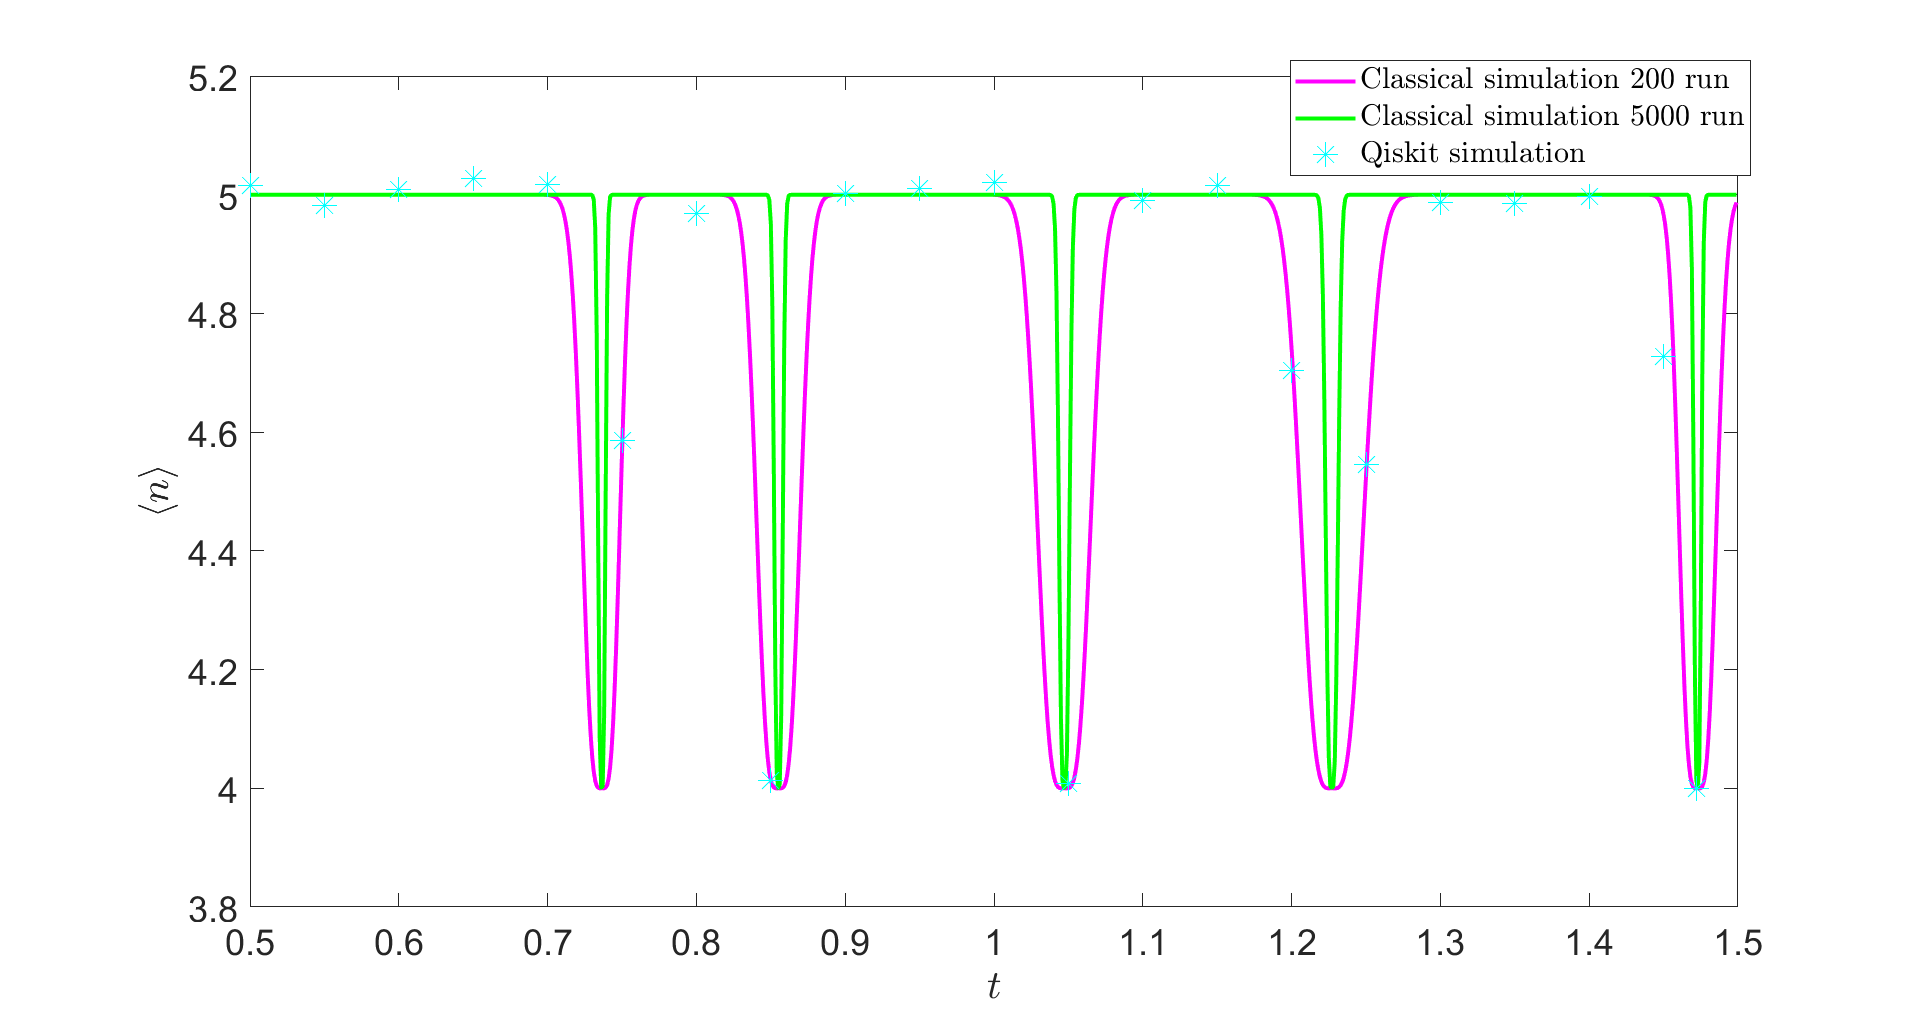 Classical simulation 200 run
Classical simulation 5000 run
Qiskit simulation
5.2
5
4.8
4.6
4.4
4.2
4
3.8
⟨n⟩
0.5 0.6 0.7 0.8 0.9 1 1.1 1.2 1.3 1.4 1.5
t